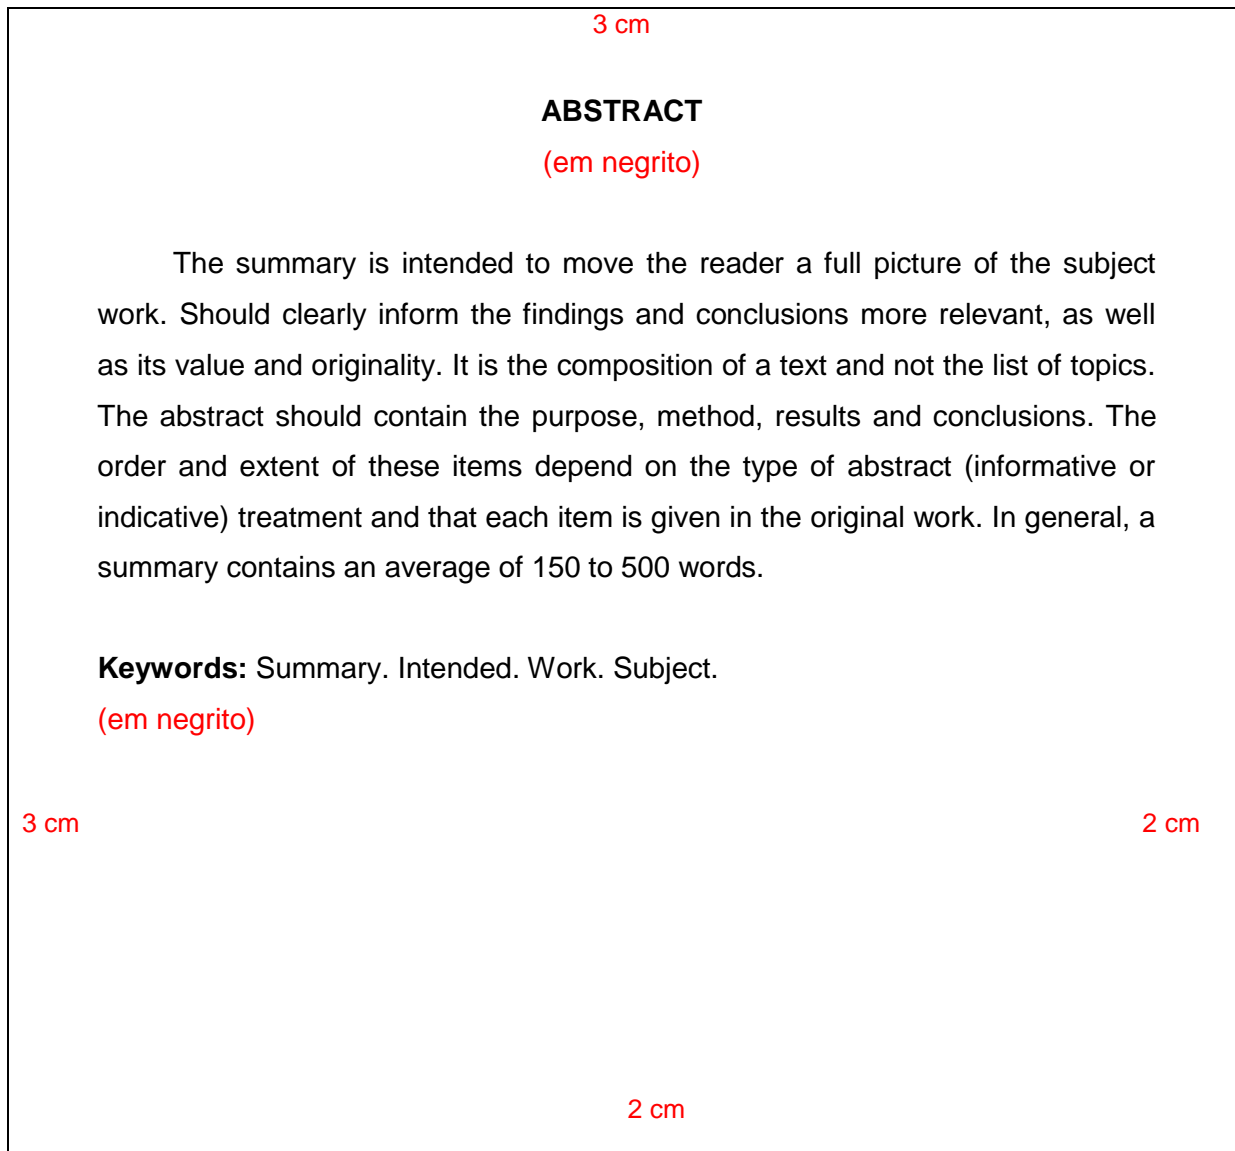 3 cm
ABSTRACT
(em negrito)
The summary is intended to move the reader a full picture of the subject
work. Should clearly inform the findings and conclusions more relevant, as well
as its value and originality. It is the composition of a text and not the list of topics.
The abstract should contain the purpose, method, results and conclusions. The
order and extent of these items depend on the type of abstract (informative or
indicative) treatment and that each item is given in the original work. In general, a
summary contains an average of 150 to 500 words.
Keywords: Summary. Intended. Work. Subject.
(em negrito)
3 cm
2 cm
2 cm